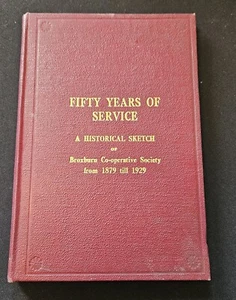 FIFTY YEARS OF
SERVICE
A HISTORICAL SKETCH
OF
Broxburn Co-operative Society
from 1879 till 1929